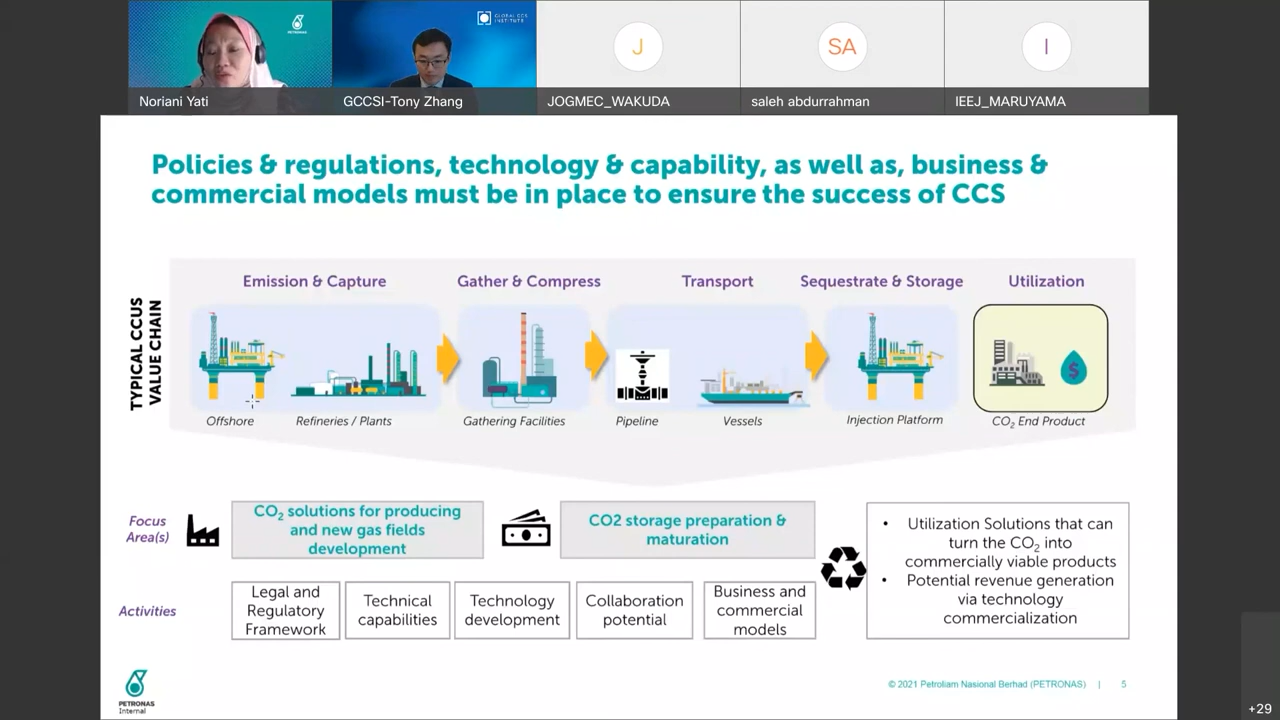 PETRONAS
GLOBAL CCS
INSTITUTE
J
SA
I
Noriani Yati
GCCSI-Tony Zhang
JOGMEC_WAKUDA
saleh abdurrahman
IEEJ_MARUYAMA
Policies & regulations, technology & capability, as well as, business &
commercial models must be in place to ensure the success of CCS
TYPICAL CCUS
VALUE CHAIN
Emission & Capture
Gather & Compress
Transport
Sequestrate & Storage
Utilization
$
Offshore
Refineries / Plants
Gathering Facilities
Pipeline
Vessels
Injection Platform
CO₂ End Product
Focus
Area(s)
CO₂ solutions for producing
and new gas fields
development
CO2 storage preparation &
maturation
• Utilization Solutions that can
turn the CO₂ into
commercially viable products
• Potential revenue generation
via technology
commercialization
Activities
Legal and
Regulatory
Framework
Technical
capabilities
Technology
development
Collaboration
potential
Business and
commercial
models
PETRONAS
Internal
© 2021 Petroliam Nasional Berhad (PETRONAS) | 5
+29